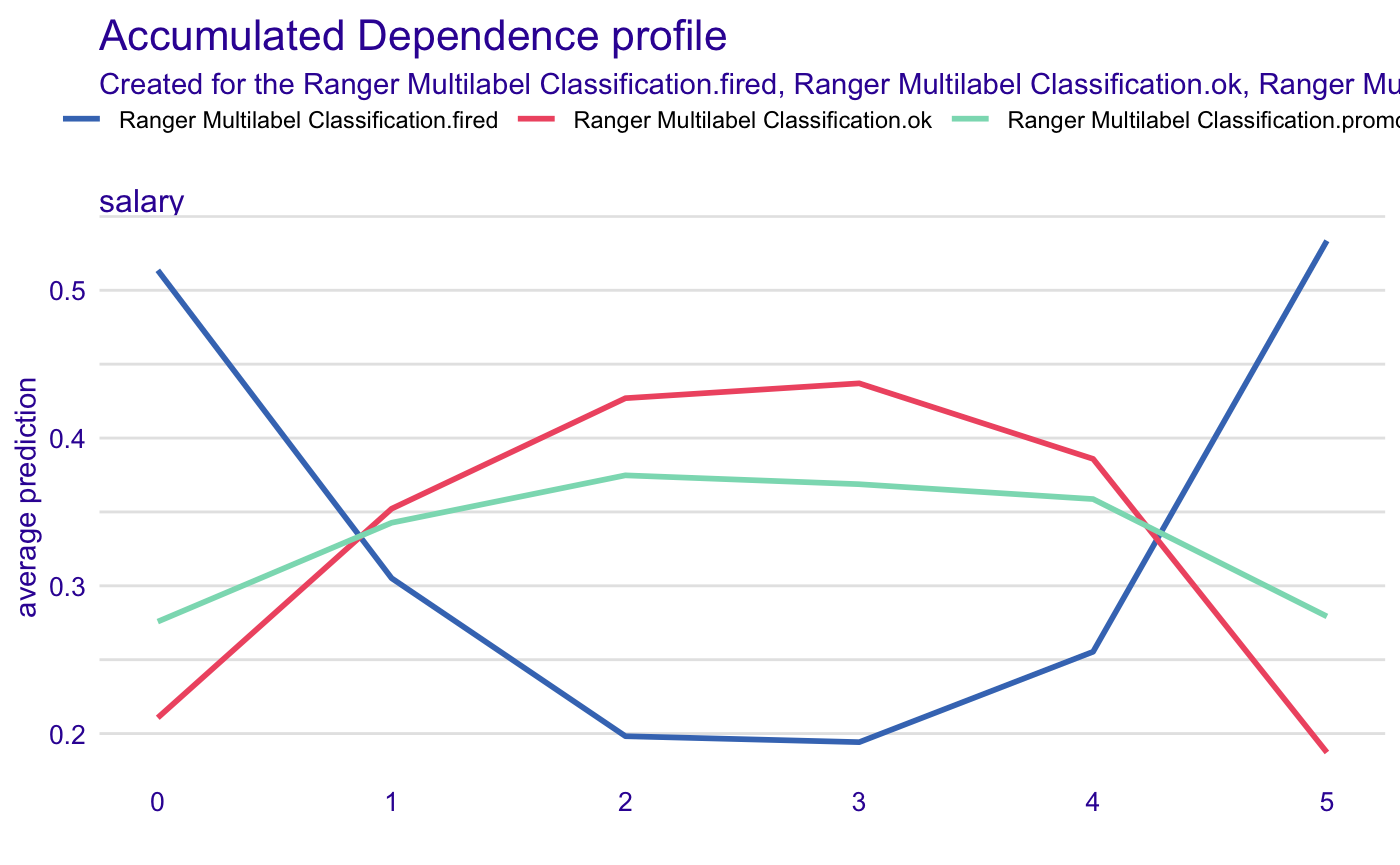 Accumulated Dependence profile
Created for the Ranger Multilabel Classification.fired, Ranger Multilabel Classification.ok, Ranger Mu
Ranger Multilabel Classification.fired Ranger Multilabel Classification.ok Ranger Multilabel Classification.promo
salary
average prediction
0.5
0.4
0.3
0.2
0 1 2 3 4 5